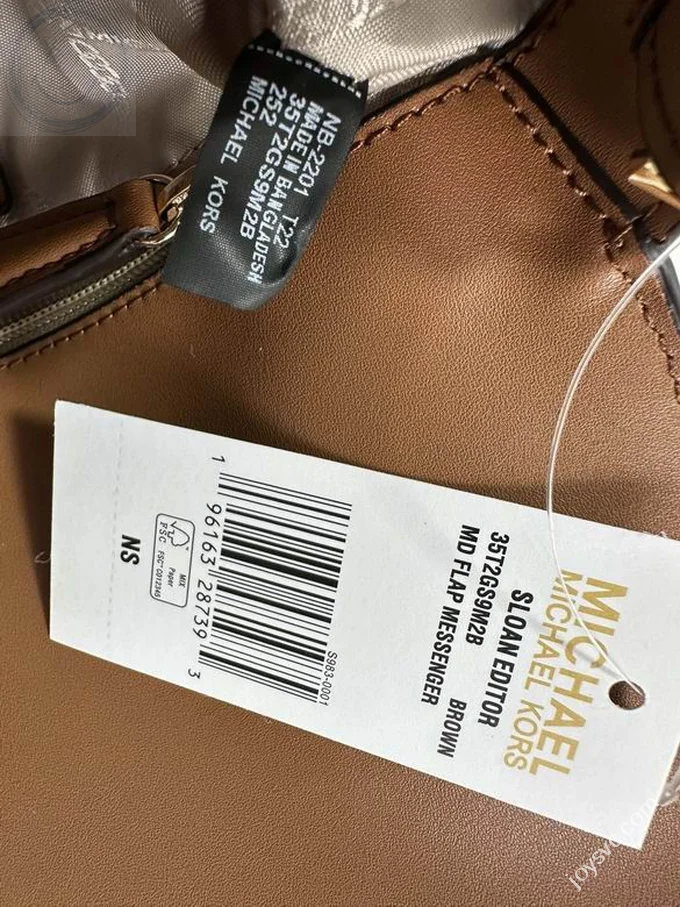 NB-2201 T22
MADE IN BANGLADESH
35T2GS9M2B
252
MICHAEL KORS
MICHAEL
MICHAEL KORS
SLOAN EDITOR
35T2GS9M2B BROWN
MD FLAP MESSENGER
S983-0001
1 96163 28739 3
MIX
Paper
FSC
FSC® C012345
NS